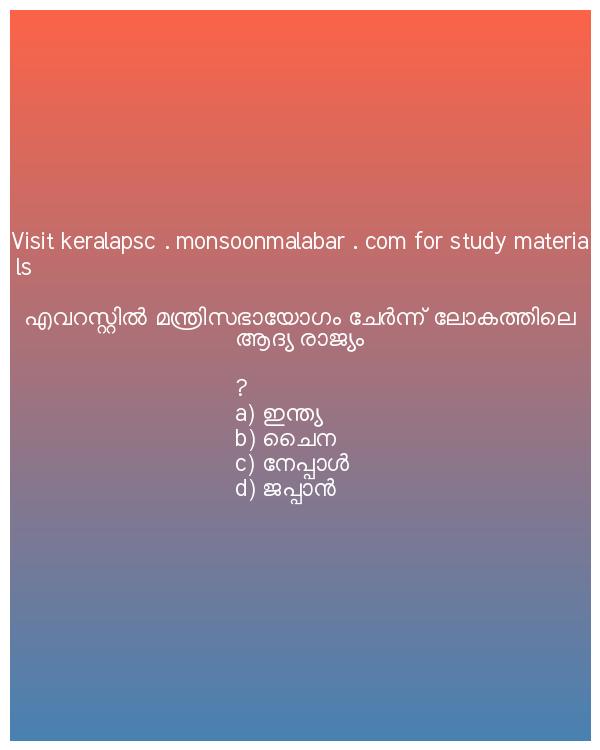 Visit keralapsc . monsoonmalabar . com for study materia
ls
എവറസ്റ്റിൽ മന്ത്രിസഭായോഗം ചേർന്ന് ലോകത്തിലെ
ആദ്യ രാജ്യം
?
a) ഇന്ത്യ
b) ചൈന
c) നേപ്പാൾ
d) ജപ്പാൻ